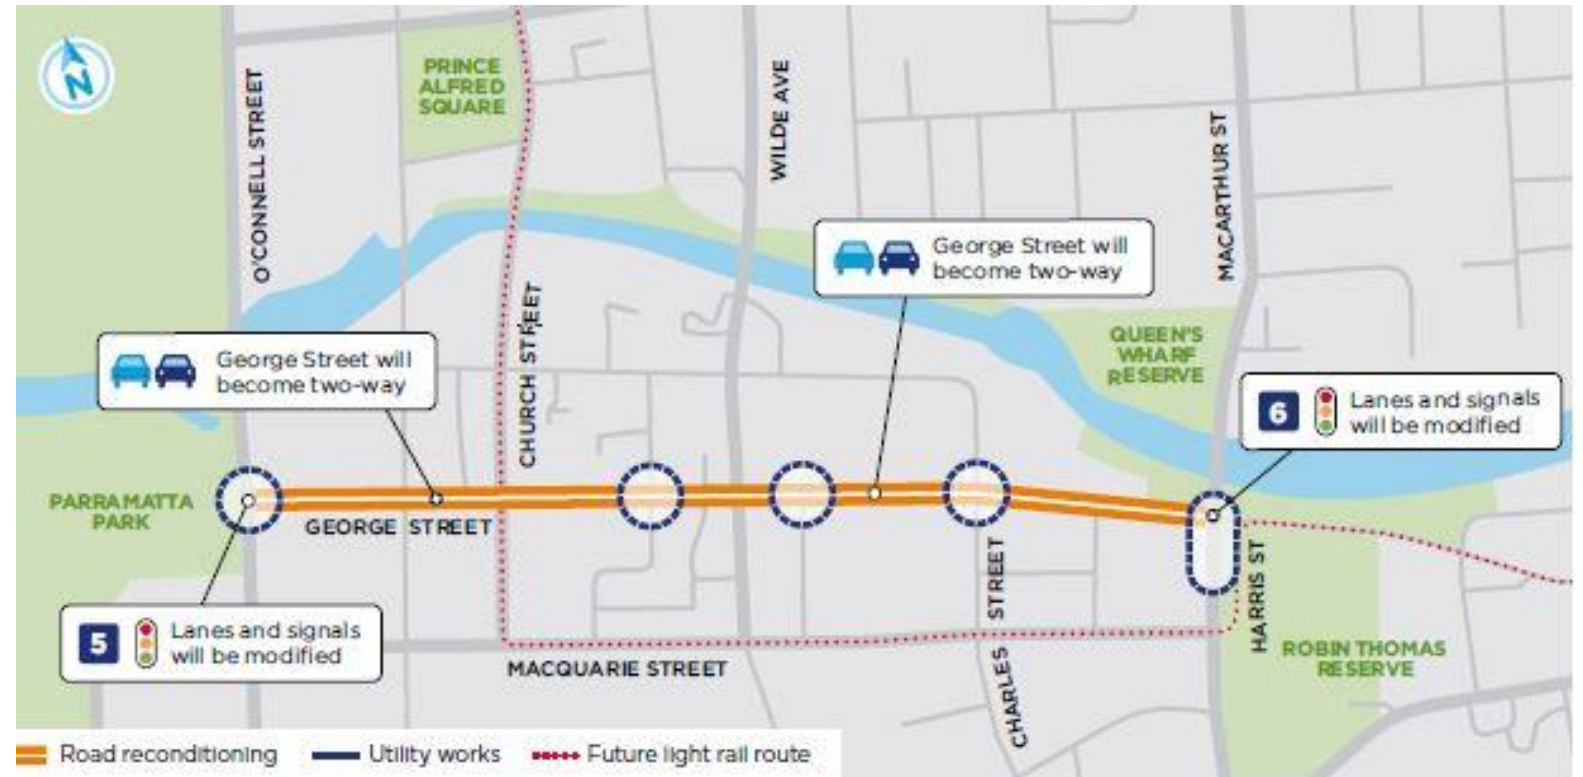 N
O'CONNELL STREET
PRINCE
ALFRED
SQUARE
WILDE AVE
MACARTHUR ST
George Street will
become two-way
CHURCH STREET
QUEEN'S
WHARF
RESERVE
George Street will
become two-way
6
Lanes and signals
will be modified
PARRAMATTA
PARK
GEORGE STREET
CHARLES STREET
HARRIS ST
5
Lanes and signals
will be modified
MACQUARIE STREET
ROBIN THOMAS
RESERVE
Road reconditioning
Utility works
Future light rail route